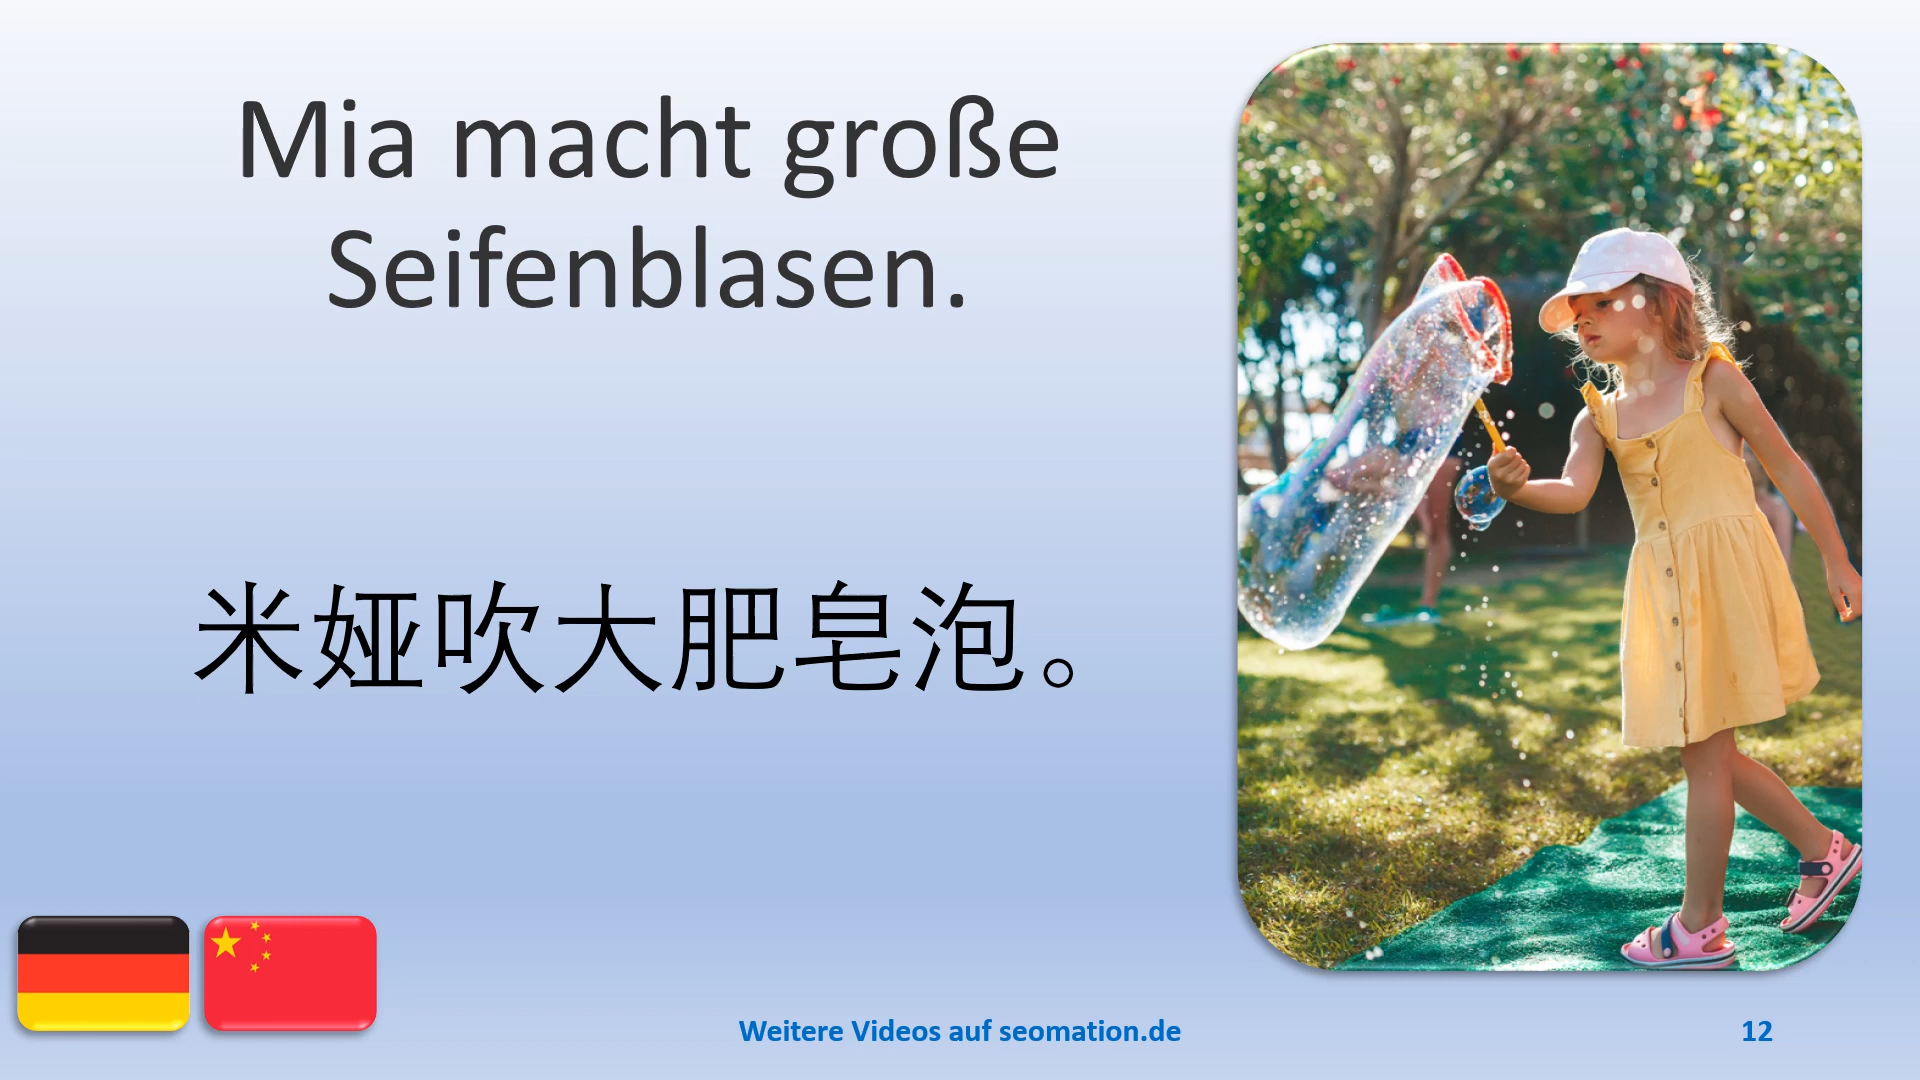 Mia macht große
Seifenblasen.
米娅吹大肥皂泡。
Weitere Videos auf seomation.de
12